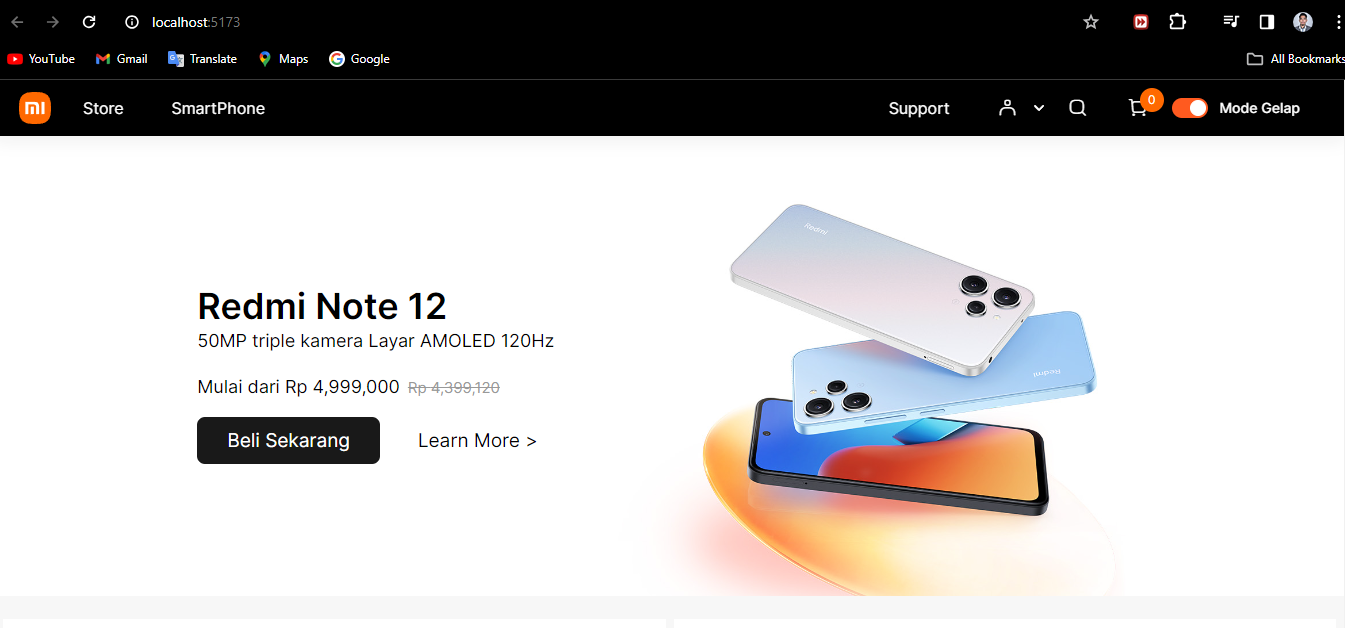 localhost:5173
YouTube
Gmail
Translate
Maps
Google
All Bookmarks
Store
SmartPhone
Support
0
Mode Gelap
Redmi
Redmi
Redmi Note 12
50MP triple kamera Layar AMOLED 120Hz
Mulai dari Rp 4,999,000 Rp 4,399,120
Beli Sekarang
Learn More >